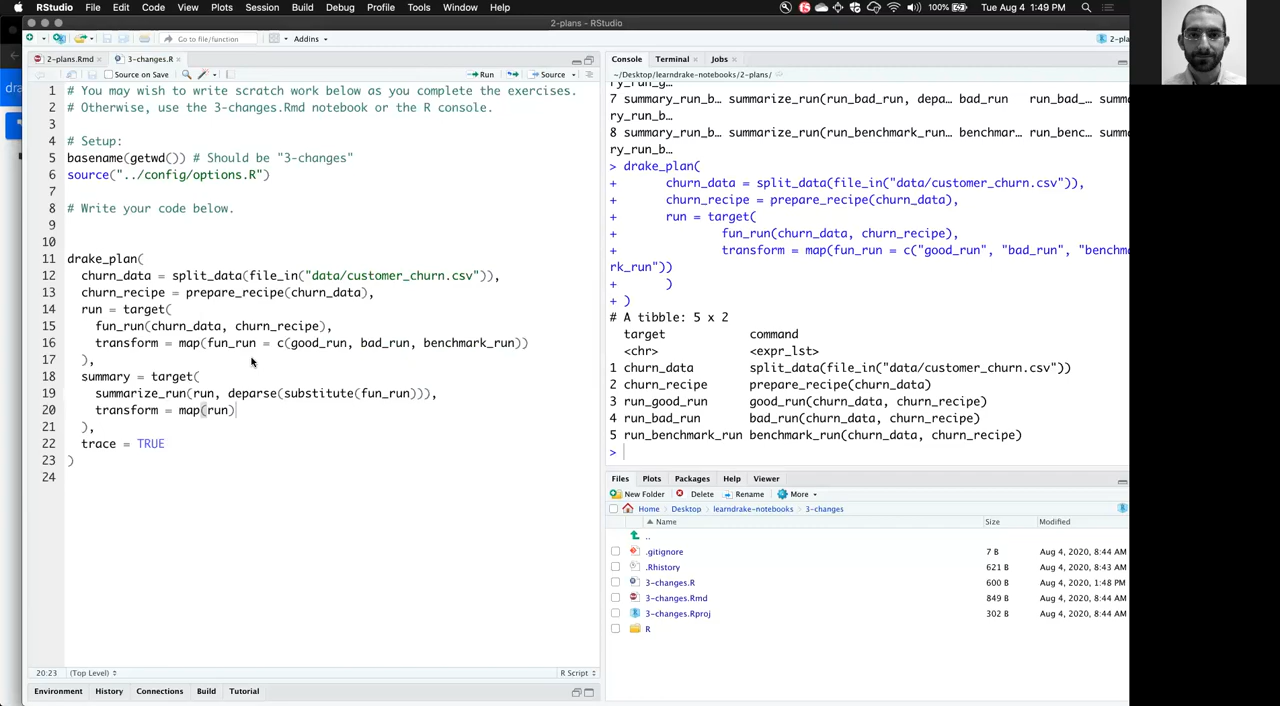 RStudio File Edit Code View Plots Session Build Debug Profile Tools Window Help 100% Tue Aug 4 1:49 PM
2-plans - RStudio
Go to file/function Addins
2-plans.Rmd 3-changes.R
Source on Save Run Source
1 # You may wish to write scratch work below as you complete the exercises.
2 # Otherwise, use the 3-changes.Rmd notebook or the R console.
3
4 # Setup:
5 basename(getwd()) # Should be "3-changes"
6 source("../config/options.R")
7
8 # Write your code below.
9
10
11 drake_plan(
12 churn_data = split_data(file_in("data/customer_churn.csv")),
13 churn_recipe = prepare_recipe(churn_data),
14 run = target(
15 fun_run(churn_data, churn_recipe),
16 transform = map(fun_run = c(good_run, bad_run, benchmark_run))
17 ),
18 summary = target(
19 summarize_run(run, deparse(substitute(fun_run))),
20 transform = map(run)
21 ),
22 trace = TRUE
23 )
24
20:23 (Top Level) R Script
Environment History Connections Build Tutorial
Console Terminal Jobs
~/Desktop/learndrake-notebooks/2-plans/
ry_run_g…
7 summary_run_b… summarize_run(run_bad_run, depa… bad_run run_bad_… summ
ry_run_b…
8 summary_run_b… summarize_run(run_benchmark_run… benchmar… run_benc… summ
ry_run_b…
> drake_plan(
+ churn_data = split_data(file_in("data/customer_churn.csv")),
+ churn_recipe = prepare_recipe(churn_data),
+ run = target(
+ fun_run(churn_data, churn_recipe),
+ transform = map(fun_run = c("good_run", "bad_run", "benchma
rk_run"))
+ )
+ )
# A tibble: 5 x 2
target command
<chr> <expr_lst>
1 churn_data split_data(file_in("data/customer_churn.csv"))
2 churn_recipe prepare_recipe(churn_data)
3 run_good_run good_run(churn_data, churn_recipe)
4 run_bad_run bad_run(churn_data, churn_recipe)
5 run_benchmark_run benchmark_run(churn_data, churn_recipe)
>
Files Plots Packages Help Viewer
New Folder Delete Rename More
Home Desktop learndrake-notebooks 3-changes
Name Size Modified
..
.gitignore 7 B Aug 4, 2020, 8:44 AM
.Rhistory 621 B Aug 4, 2020, 8:43 AM
3-changes.R 600 B Aug 4, 2020, 1:48 PM
3-changes.Rmd 849 B Aug 4, 2020, 8:44 AM
3-changes.Rproj 302 B Aug 4, 2020, 8:44 AM
R